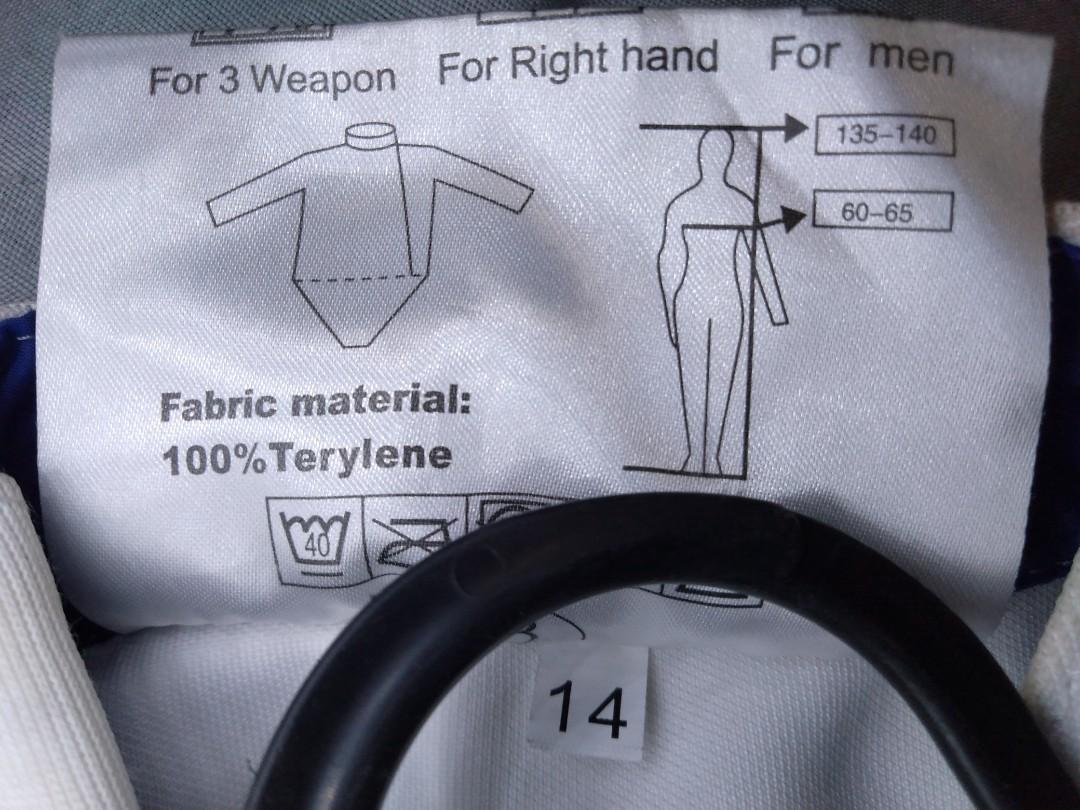 For 3 Weapon For Right hand For men
135–140
60–65
Fabric material:
100%Terylene
40
14